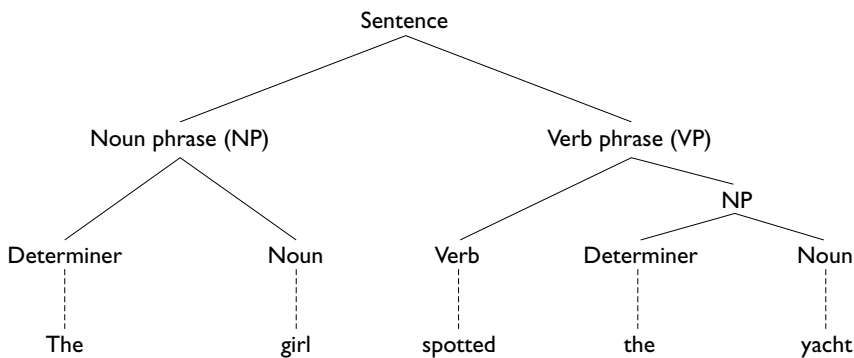 Sentence
Noun phrase (NP) Verb phrase (VP)
NP
Determiner Noun Verb Determiner Noun
The girl spotted the yacht